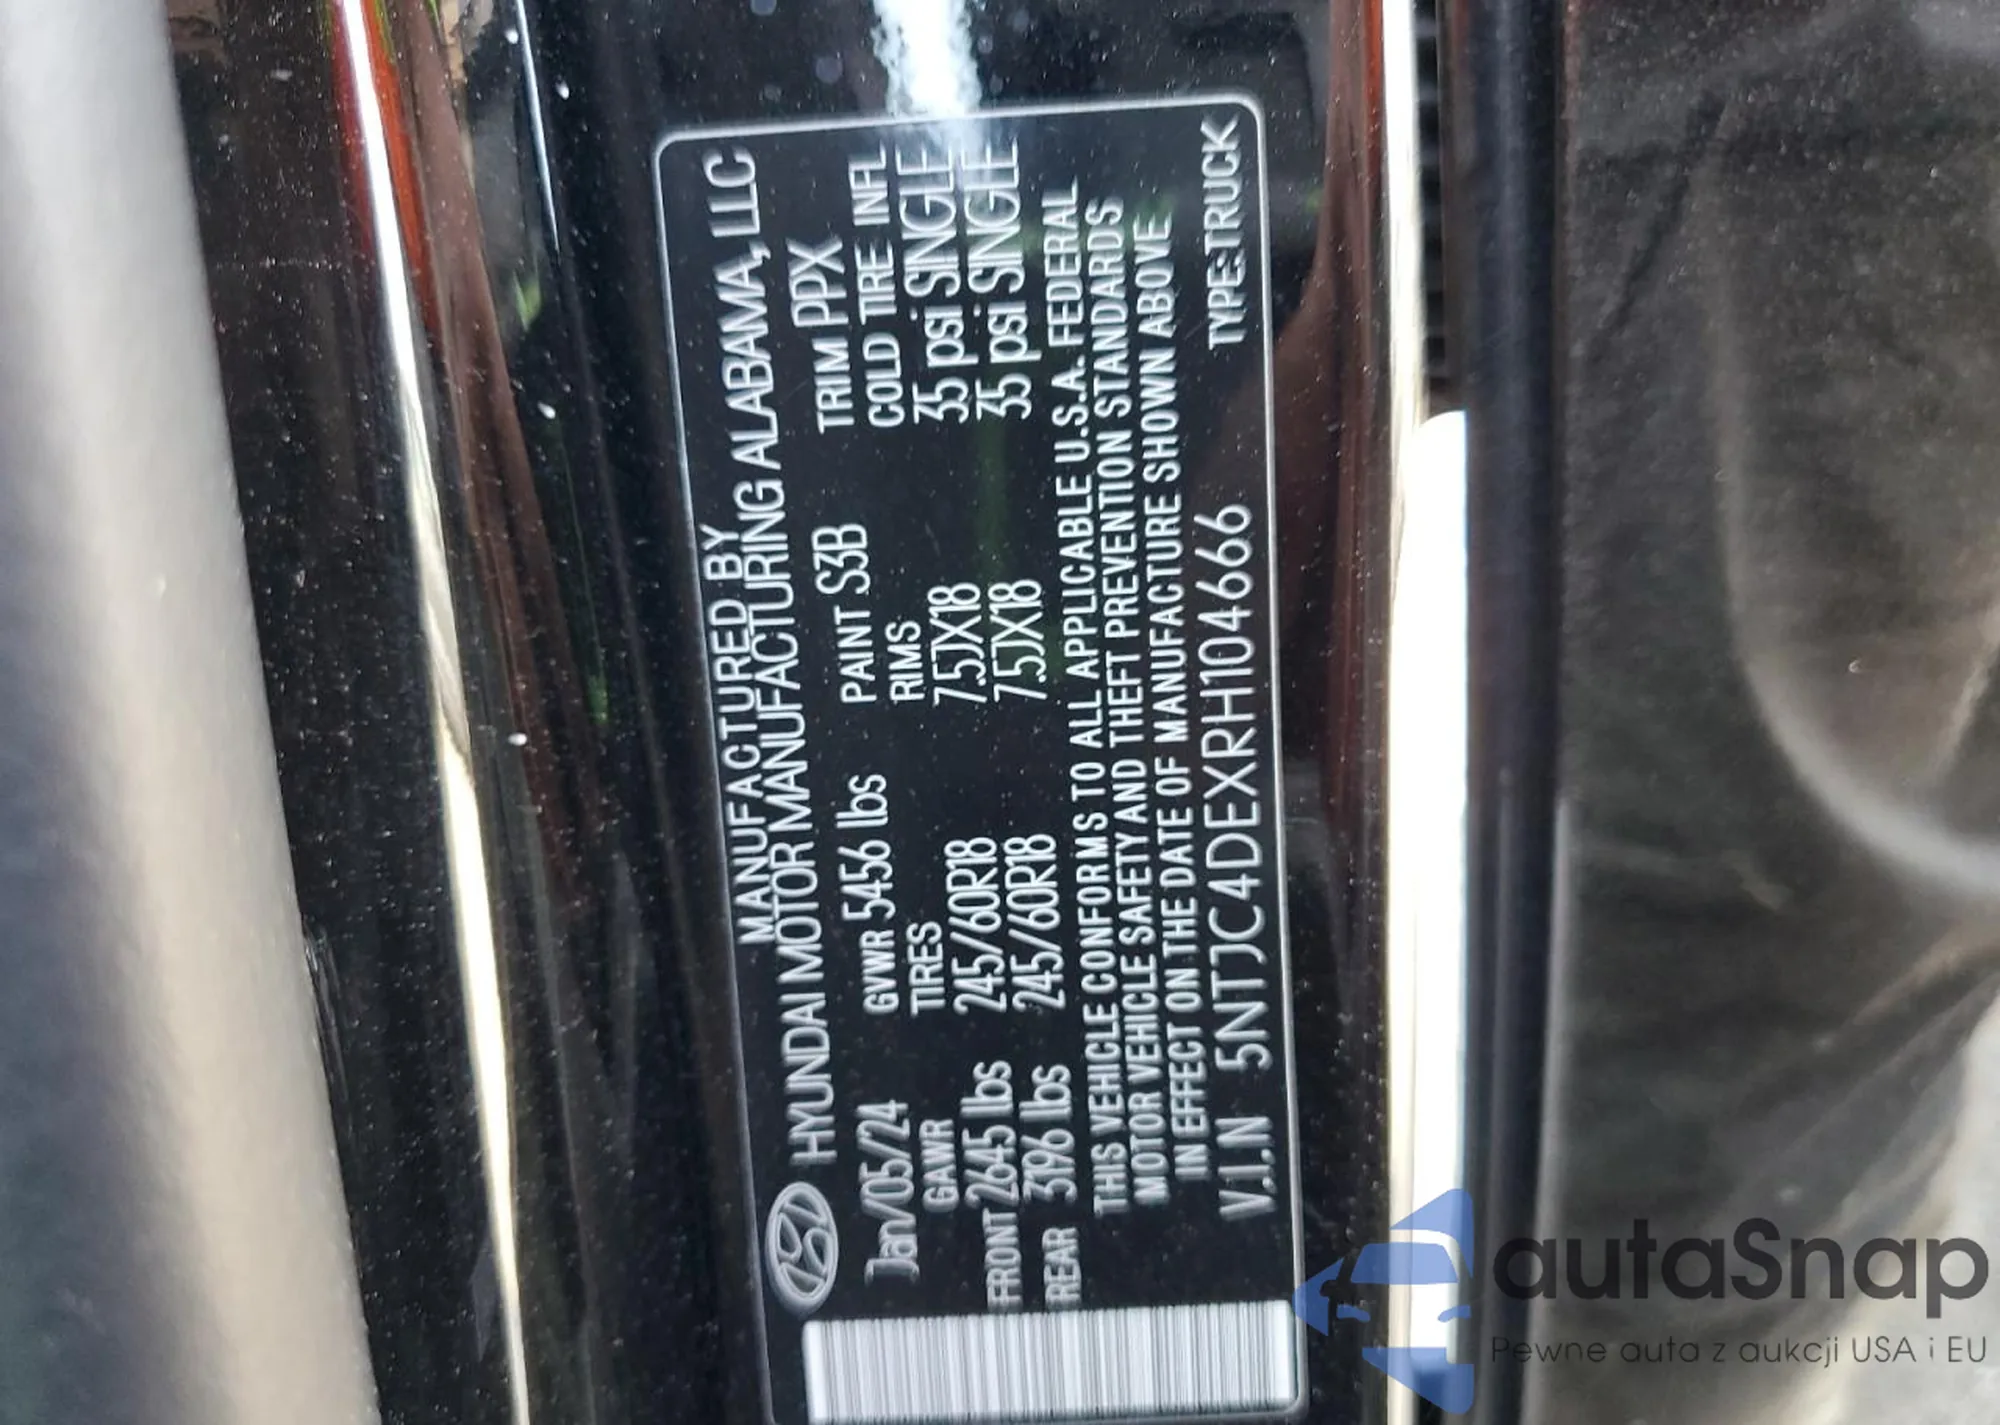 MANUFACTURED BY
HYUNDAI MOTOR MANUFACTURING ALABAMA, LLC
Jan/05/24 GVWR 5456 lbs PAINT S3B TRIM PPX
GAWR TIRES RIMS COLD TIRE INFL
FRONT 2645 lbs 245/60R18 7.5JX18 35 psi SINGLE
REAR 3196 lbs 245/60R18 7.5JX18 35 psi SINGLE
THIS VEHICLE CONFORMS TO ALL APPLICABLE U.S.A. FEDERAL
MOTOR VEHICLE SAFETY AND THEFT PREVENTION STANDARDS
IN EFFECT ON THE DATE OF MANUFACTURE SHOWN ABOVE
V.I.N 5NTJC4DEXRH104666 TYPE:TRUCK
autaSnap
Pewne auta z aukcji USA i EU